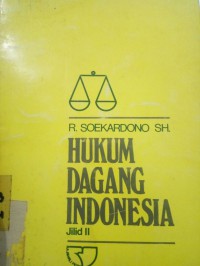 R. SOEKARDONO SH.
HUKUM
DAGANG
INDONESIA
Jilid II